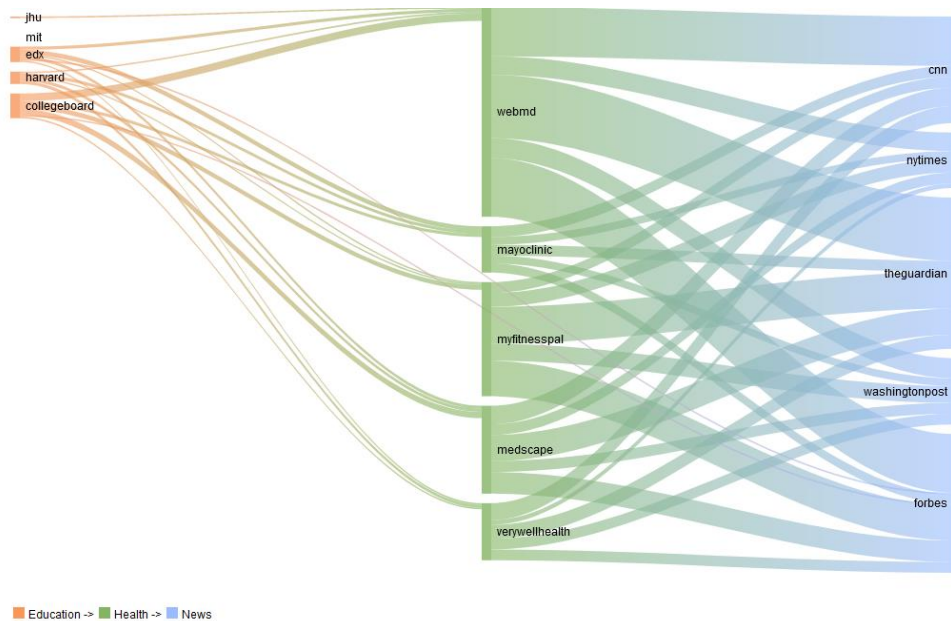 jhu
mit
edx
harvard
collegeboard
webmd
mayoclinic
myfitnesspal
medscape
verywellhealth
cnn
nytimes
theguardian
washingtonpost
forbes
Education -> Health -> News